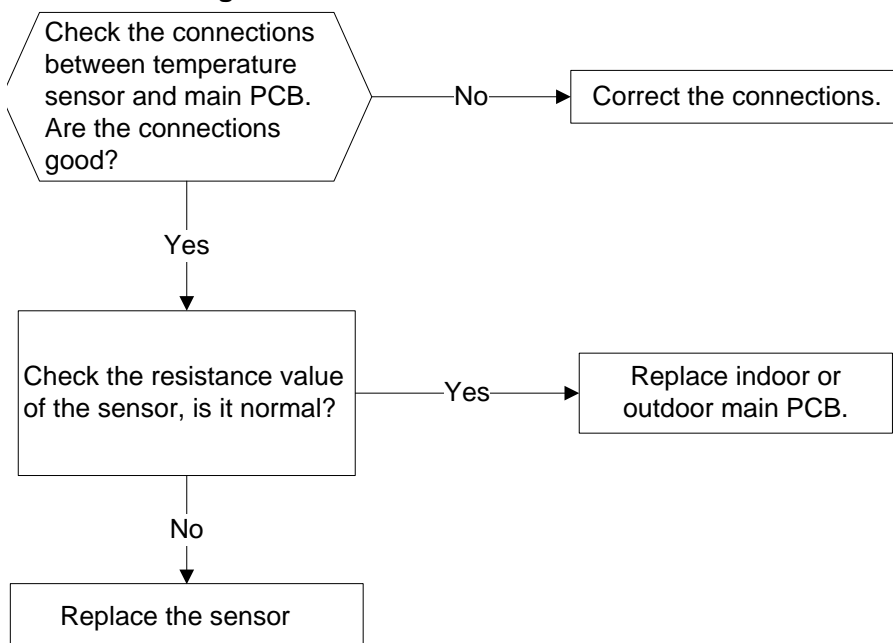 Check the connections
between temperature
sensor and main PCB.
Are the connections
good?
No
Correct the connections.
Yes
Check the resistance value
of the sensor, is it normal?
Yes
Replace indoor or
outdoor main PCB.
No
Replace the sensor